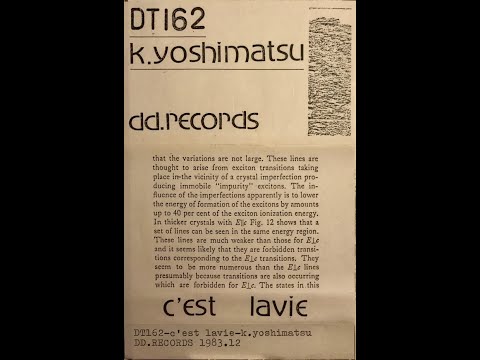 DT162
k.yoshimatsu
dd.records
that the variations are not large. These lines are
thought to arise from exciton transitions taking
place in the vicinity of a crystal imperfection pro-
ducing immobile "impurity" excitons. The in-
fluence of the imperfections apparently is to lower
the energy of formation of the excitons by amounts
up to 40 per cent of the exciton ionization energy.
In thicker crystals with E||c Fig. 12 shows that a
set of lines can be seen in the same energy region.
These lines are much weaker than those for E⊥c
and it seems likely that they are forbidden transi-
tions corresponding to the E⊥c transitions. They
seem to be more numerous than the E⊥c lines
presumably because transitions are also occurring
which are forbidden for E⊥c. The states in this
c'est lavie
DT162-c'est lavie-k.yoshimatsu
DD.RECORDS 1983.12